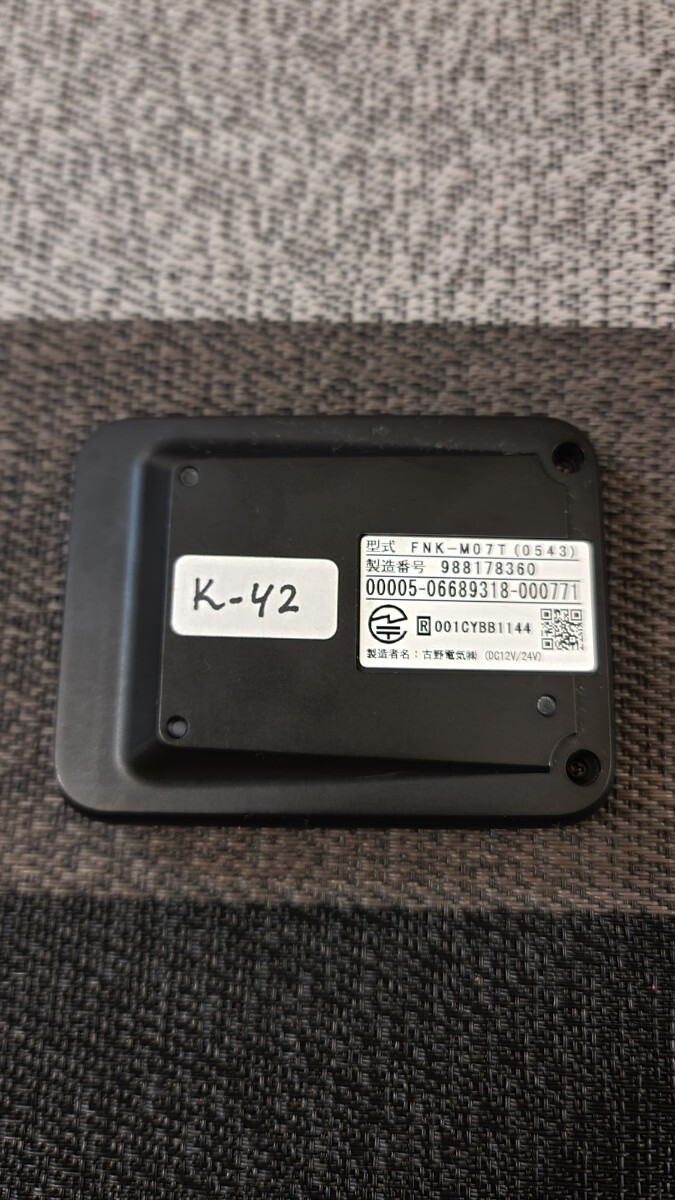 K-42
型式 FNK-M07T(0543)
製造番号 988178360
00005-06689318-000771
R 001CYBB1144
製造者名:古野電気㈱ (DC12V/24V)